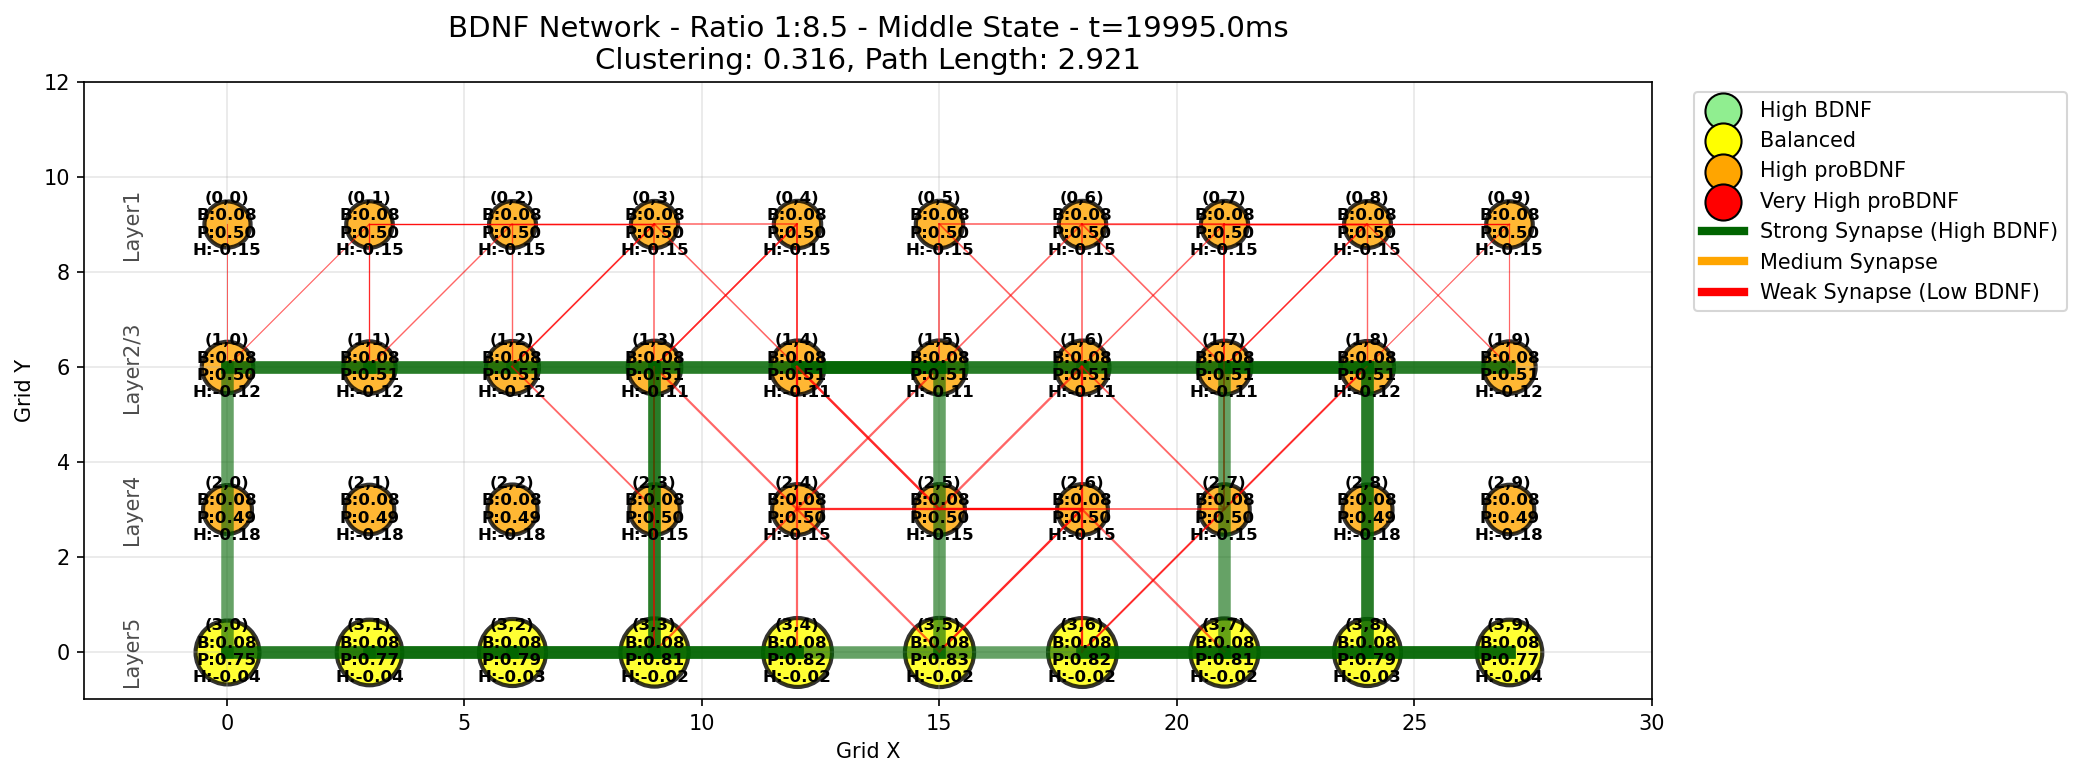 BDNF Network - Ratio 1:8.5 - Middle State - t=19995.0ms
Clustering: 0.316, Path Length: 2.921
High BDNF
Balanced
High proBDNF
Very High proBDNF
Strong Synapse (High BDNF)
Medium Synapse
Weak Synapse (Low BDNF)
Grid Y
12
10
8
6
4
2
0
Layer1
(0,0) (0,1) (0,2) (0,3) (0,4) (0,5) (0,6) (0,7) (0,8) (0,9)
B:0.08 B:0.08 B:0.08 B:0.08 B:0.08 B:0.08 B:0.08 B:0.08 B:0.08 B:0.08
P:0.50 P:0.50 P:0.50 P:0.50 P:0.50 P:0.50 P:0.50 P:0.50 P:0.50 P:0.50
H:-0.15 H:-0.15 H:-0.15 H:-0.15 H:-0.15 H:-0.15 H:-0.15 H:-0.15 H:-0.15 H:-0.15
Layer2/3
(1,0) (1,1) (1,2) (1,3) (1,4) (1,5) (1,6) (1,7) (1,8) (1,9)
B:0.08 B:0.08 B:0.08 B:0.08 B:0.08 B:0.08 B:0.08 B:0.08 B:0.08 B:0.08
P:0.50 P:0.51 P:0.51 P:0.51 P:0.51 P:0.51 P:0.51 P:0.51 P:0.51 P:0.50
H:-0.12 H:-0.12 H:-0.12 H:-0.11 H:-0.11 H:-0.11 H:-0.11 H:-0.11 H:-0.12 H:-0.12
Layer4
(2,0) (2,1) (2,2) (2,3) (2,4) (2,5) (2,6) (2,7) (2,8) (2,9)
B:0.08 B:0.08 B:0.08 B:0.08 B:0.08 B:0.08 B:0.08 B:0.08 B:0.08 B:0.08
P:0.49 P:0.49 P:0.49 P:0.50 P:0.50 P:0.50 P:0.50 P:0.50 P:0.49 P:0.49
H:-0.18 H:-0.18 H:-0.18 H:-0.15 H:-0.15 H:-0.15 H:-0.15 H:-0.15 H:-0.18 H:-0.18
Layer5
(3,0) (3,1) (3,2) (3,3) (3,4) (3,5) (3,6) (3,7) (3,8) (3,9)
B:0.08 B:0.08 B:0.08 B:0.08 B:0.08 B:0.08 B:0.08 B:0.08 B:0.08 B:0.08
P:0.75 P:0.77 P:0.79 P:0.81 P:0.82 P:0.83 P:0.82 P:0.81 P:0.79 P:0.77
H:-0.04 H:-0.04 H:-0.03 H:-0.02 H:-0.02 H:-0.02 H:-0.02 H:-0.02 H:-0.03 H:-0.04
0 5 10 15 20 25 30
Grid X